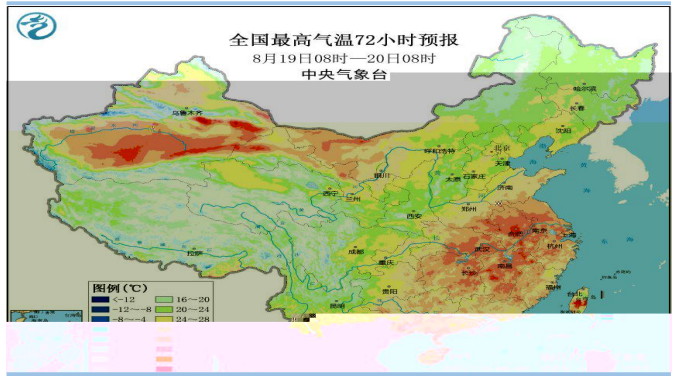 全国最高气温72小时预报
8月19日08时—20日08时
中央气象台
哈尔滨
长春
乌鲁木齐
沈阳
呼和浩特
北京
天津
银川
石家庄
太原
济南
西宁
兰州
郑州
西安
合肥
南京
上海
拉萨
成都
武汉
杭州
重庆
长沙
南昌
贵阳
福州
台北
昆明
图例(℃)
<-12 16~20
-12~-8 20~24
-8~-4 24~28